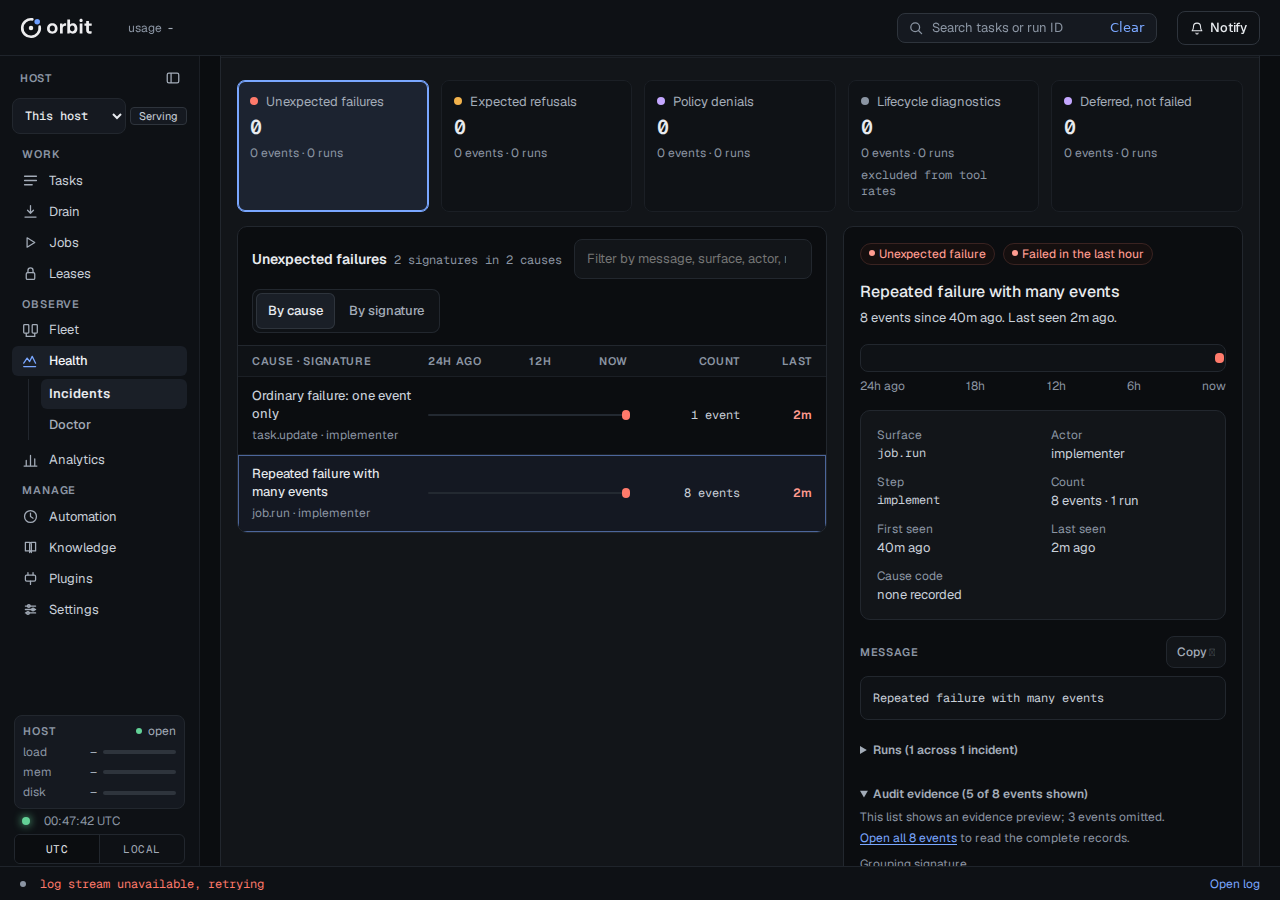 orbit
usage -
Search tasks or run ID
Clear
Notify
HOST
This host
Serving
WORK
Tasks
Drain
Jobs
Leases
OBSERVE
Fleet
Health
Incidents
Doctor
Analytics
MANAGE
Automation
Knowledge
Plugins
Settings
HOST
open
load –
mem –
disk –
00:47:42 UTC
UTC
LOCAL
Unexpected failures
0
0 events · 0 runs
Expected refusals
0
0 events · 0 runs
Policy denials
0
0 events · 0 runs
Lifecycle diagnostics
0
0 events · 0 runs
excluded from tool
rates
Deferred, not failed
0
0 events · 0 runs
Unexpected failures 2 signatures in 2 causes
Filter by message, surface, actor,
By cause
By signature
CAUSE · SIGNATURE 24H AGO 12H NOW COUNT LAST
Ordinary failure: one event
only
task.update · implementer
1 event
2m
Repeated failure with
many events
job.run · implementer
8 events
2m
Unexpected failure
Failed in the last hour
Repeated failure with many events
8 events since 40m ago. Last seen 2m ago.
24h ago 18h 12h 6h now
Surface
job.run
Actor
implementer
Step
implement
Count
8 events · 1 run
First seen
40m ago
Last seen
2m ago
Cause code
none recorded
MESSAGE
Copy
Repeated failure with many events
Runs (1 across 1 incident)
Audit evidence (5 of 8 events shown)
This list shows an evidence preview; 3 events omitted.
Open all 8 events to read the complete records.
Grouping signature
log stream unavailable, retrying
Open log